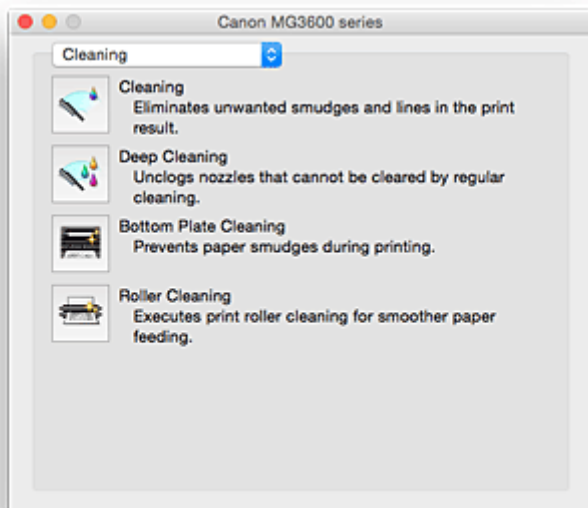 Canon MG3600 series
Cleaning
Cleaning
Eliminates unwanted smudges and lines in the print
result.
Deep Cleaning
Unclogs nozzles that cannot be cleared by regular
cleaning.
Bottom Plate Cleaning
Prevents paper smudges during printing.
Roller Cleaning
Executes print roller cleaning for smoother paper
feeding.